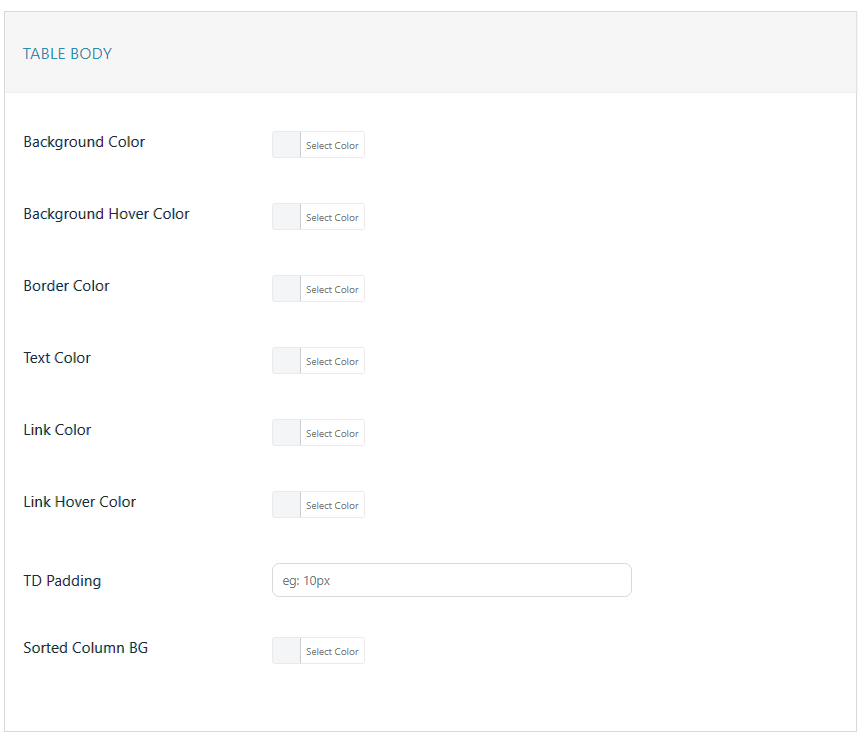 TABLE BODY
Background Color
Select Color
Background Hover Color
Select Color
Border Color
Select Color
Text Color
Select Color
Link Color
Select Color
Link Hover Color
Select Color
TD Padding
eg: 10px
Sorted Column BG
Select Color